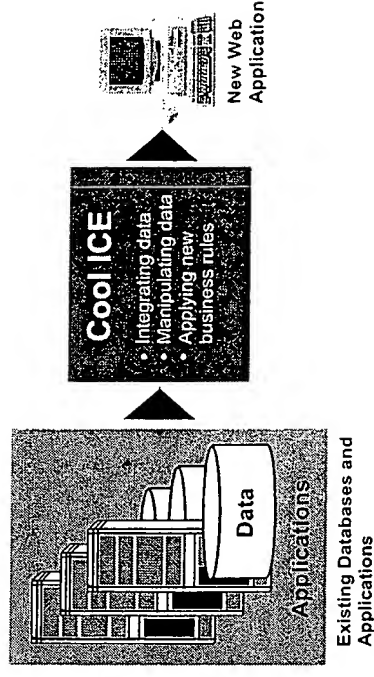 Data
Applications
Existing Databases and
Applications
Cool ICE
• Integrating data
• Manipulating data
• Applying new
business rules
New Web
Application